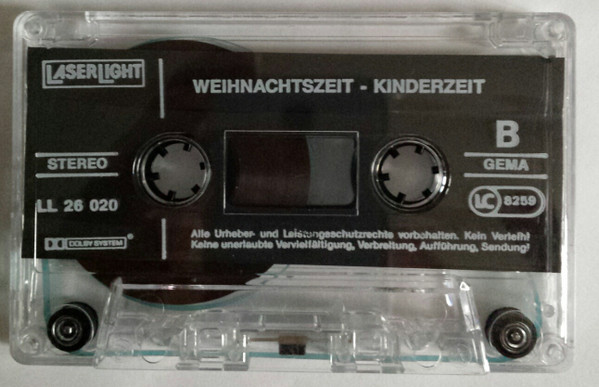 LASERLIGHT
WEIHNACHTSZEIT - KINDERZEIT
B
STEREO
GEMA
LL 26 020
LC 8259
DOLBY SYSTEM®
Alle Urheber- und Leistungsschutzrechte vorbehalten. Kein Verleih!
Keine unerlaubte Vervielfältigung, Verbreitung, Aufführung, Sendung!